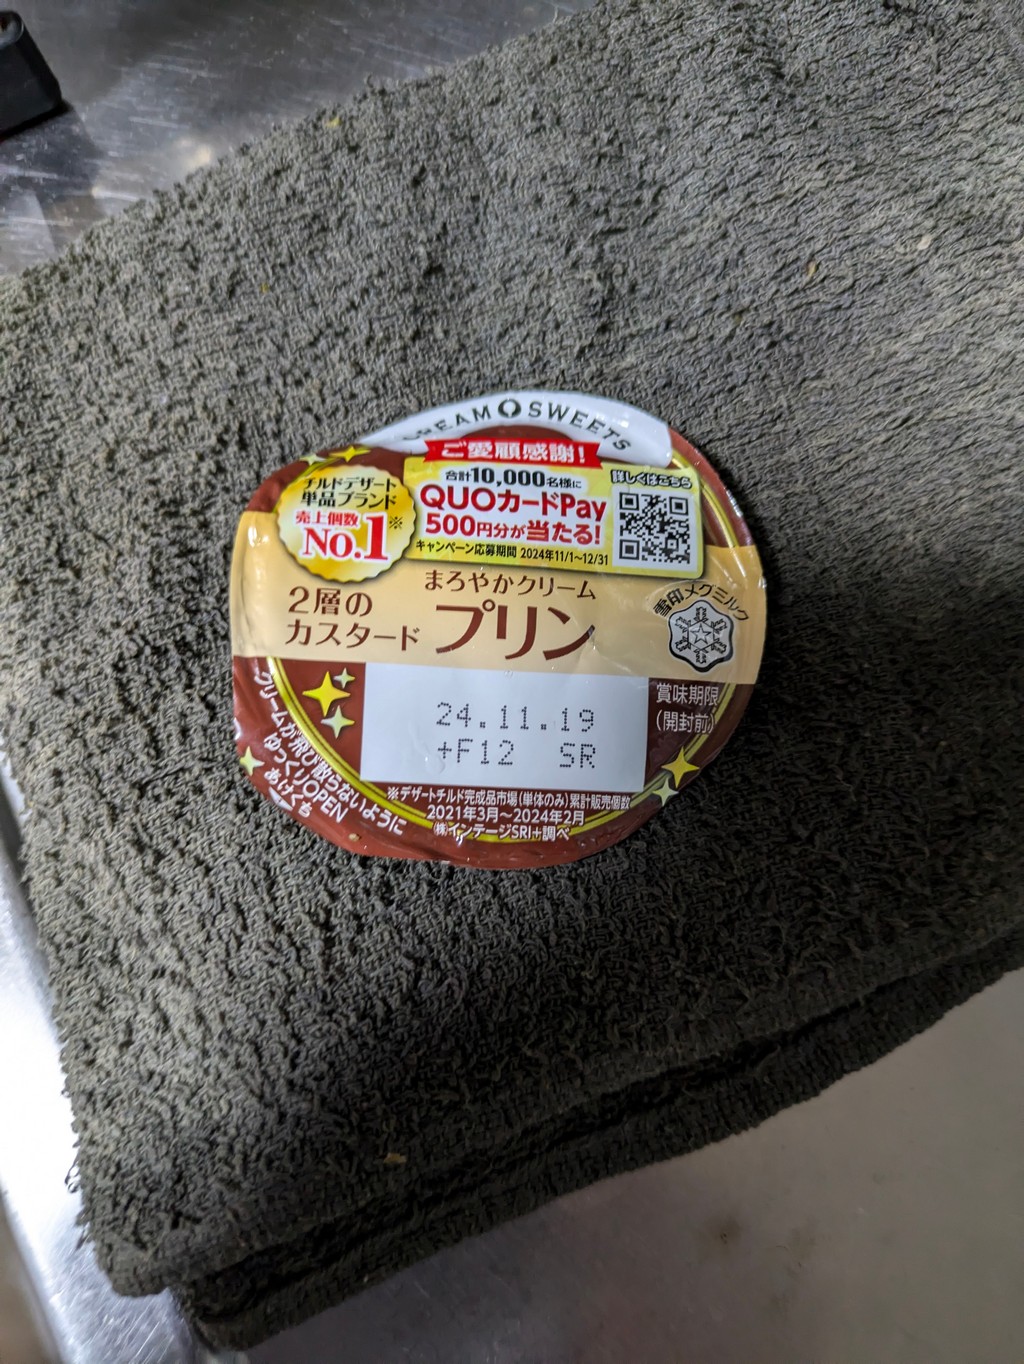 CREAM SWEETS
ご愛顧感謝!
チルドデザート
単品ブランド
売上個数※
No.1
合計10,000名様に
QUOカードPay
500円分が当たる!
キャンペーン応募期間 2024年11/1~12/31
詳しくはこちら
2層の
カスタード
まろやかクリーム
プリン
雪印メグミルク
24.11.19
+F12 SR
賞味期限
(開封前)
クリームが飛び散らないように
ゆっくりOPEN
あけくち
※デザートチルド完成品市場(単体のみ)累計販売個数
2021年3月~2024年2月
㈱インテージSRI+調べ